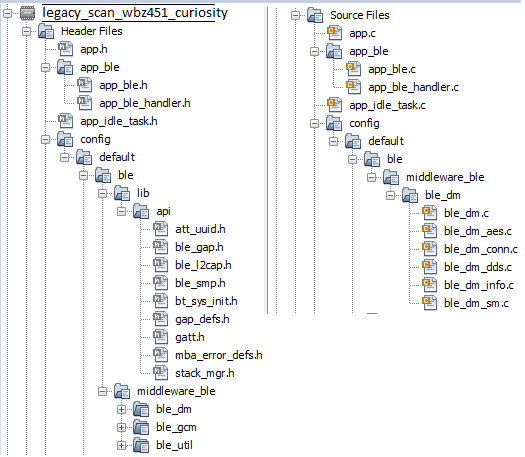 legacy_scan_wbz451_curiosity
Header Files
app.h
app_ble
app_ble.h
app_ble_handler.h
app_idle_task.h
config
default
ble
lib
api
att_uuid.h
ble_gap.h
ble_l2cap.h
ble_smp.h
bt_sys_init.h
gap_defs.h
gatt.h
mba_error_defs.h
stack_mgr.h
middleware_ble
ble_dm
ble_gcm
ble_util
Source Files
app.c
app_ble
app_ble.c
app_ble_handler.c
app_idle_task.c
config
default
ble
middleware_ble
ble_dm
ble_dm.c
ble_dm_aes.c
ble_dm_conn.c
ble_dm_dds.c
ble_dm_info.c
ble_dm_sm.c